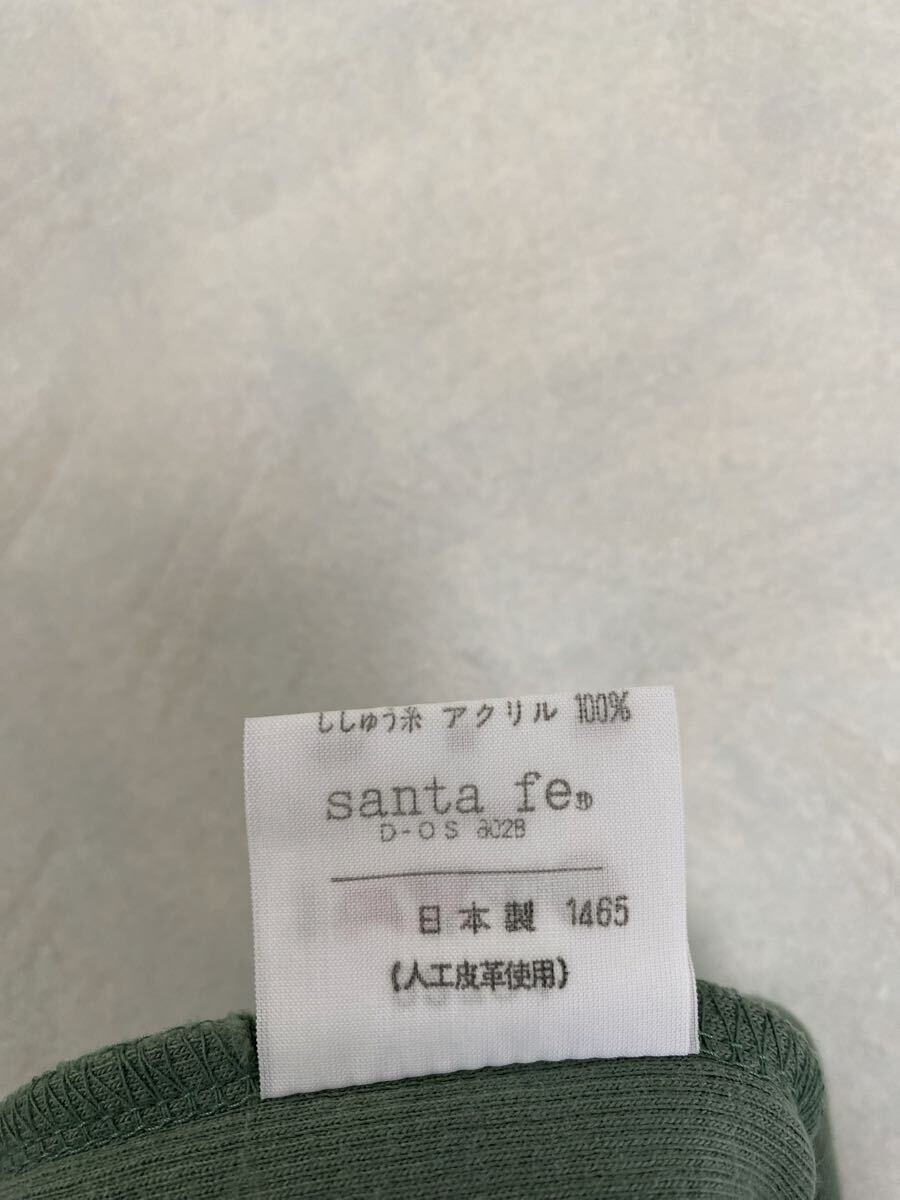 ししゅう糸 アクリル 100%
santa fe®
D-OS 202B
日本製 1465
(人工皮革使用)